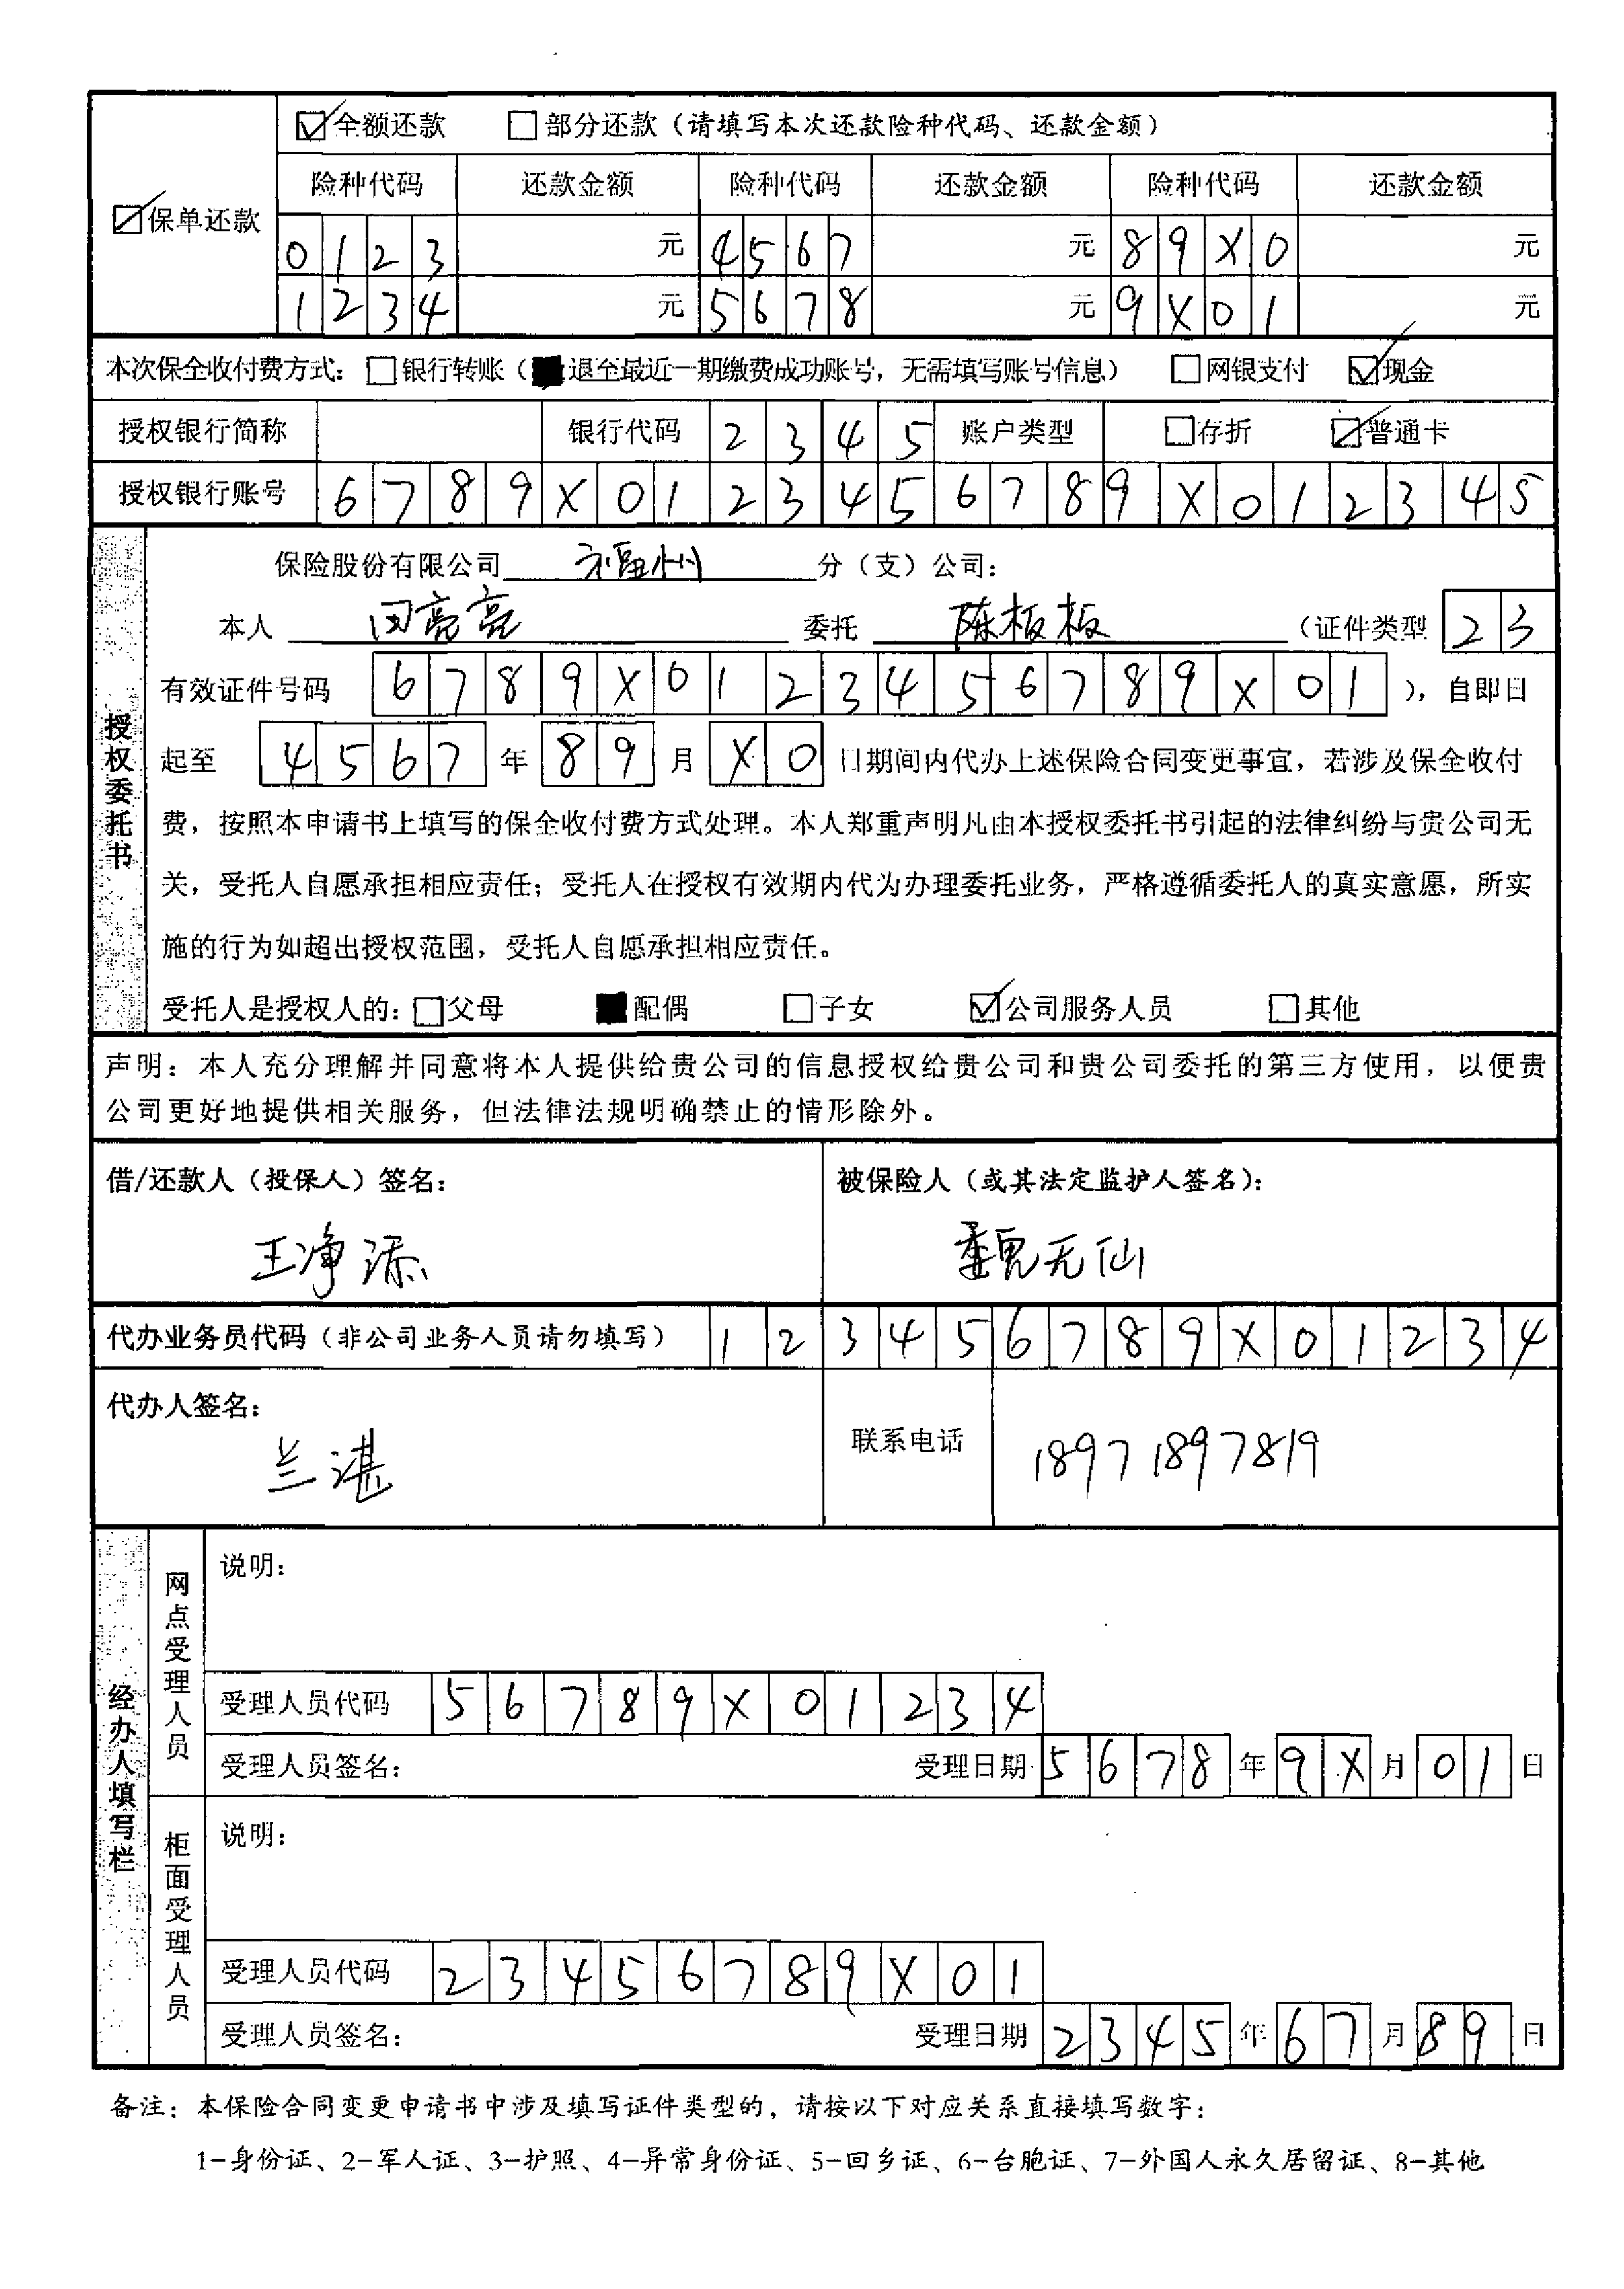 ☑全额还款 □部分还款（请填写本次还款险种代码、还款金额）
险种代码 还款金额 险种代码 还款金额 险种代码 还款金额
☑保单还款
0123 元 4567 元 89X0 元
1234 元 5678 元 9X01 元
本次保全收付费方式：□银行转账（■退至最近一期缴费成功账号，无需填写账号信息） □网银支付 ☑现金
授权银行简称 银行代码 2345 账户类型 □存折 ☑普通卡
授权银行账号 6789X0123456789X012345
授权委托书
保险股份有限公司 福州 分（支）公司：
本人 田亮亮 委托 陈板板 （证件类型 23
有效证件号码 6789X0123456789X01 ），自即日
起至 4567 年 89 月 X0 日期间内代办上述保险合同变更事宜，若涉及保全收付
费，按照本申请书上填写的保全收付费方式处理。本人郑重声明凡由本授权委托书引起的法律纠纷与贵公司无
关，受托人自愿承担相应责任；受托人在授权有效期内代为办理委托业务，严格遵循委托人的真实意愿，所实
施的行为如超出授权范围，受托人自愿承担相应责任。
受托人是授权人的：□父母 ■配偶 □子女 ☑公司服务人员 □其他
声明：本人充分理解并同意将本人提供给贵公司的信息授权给贵公司和贵公司委托的第三方使用，以便贵
公司更好地提供相关服务，但法律法规明确禁止的情形除外。
借/还款人（投保人）签名： 被保险人（或其法定监护人签名）：
王净添 魏无仙
代办业务员代码（非公司业务人员请勿填写） 123456789X01234
代办人签名：
兰湛
联系电话 18971897819
经办人填写栏
网点受理人员
说明：
受理人员代码 56789X01234
受理人员签名： 受理日期 5678 年 9X 月 01 日
柜面受理人员
说明：
受理人员代码 23456789X01
受理人员签名： 受理日期 2345 年 67 月 89 日
备注：本保险合同变更申请书中涉及填写证件类型的，请按以下对应关系直接填写数字：
1-身份证、2-军人证、3-护照、4-异常身份证、5-回乡证、6-台胞证、7-外国人永久居留证、8-其他